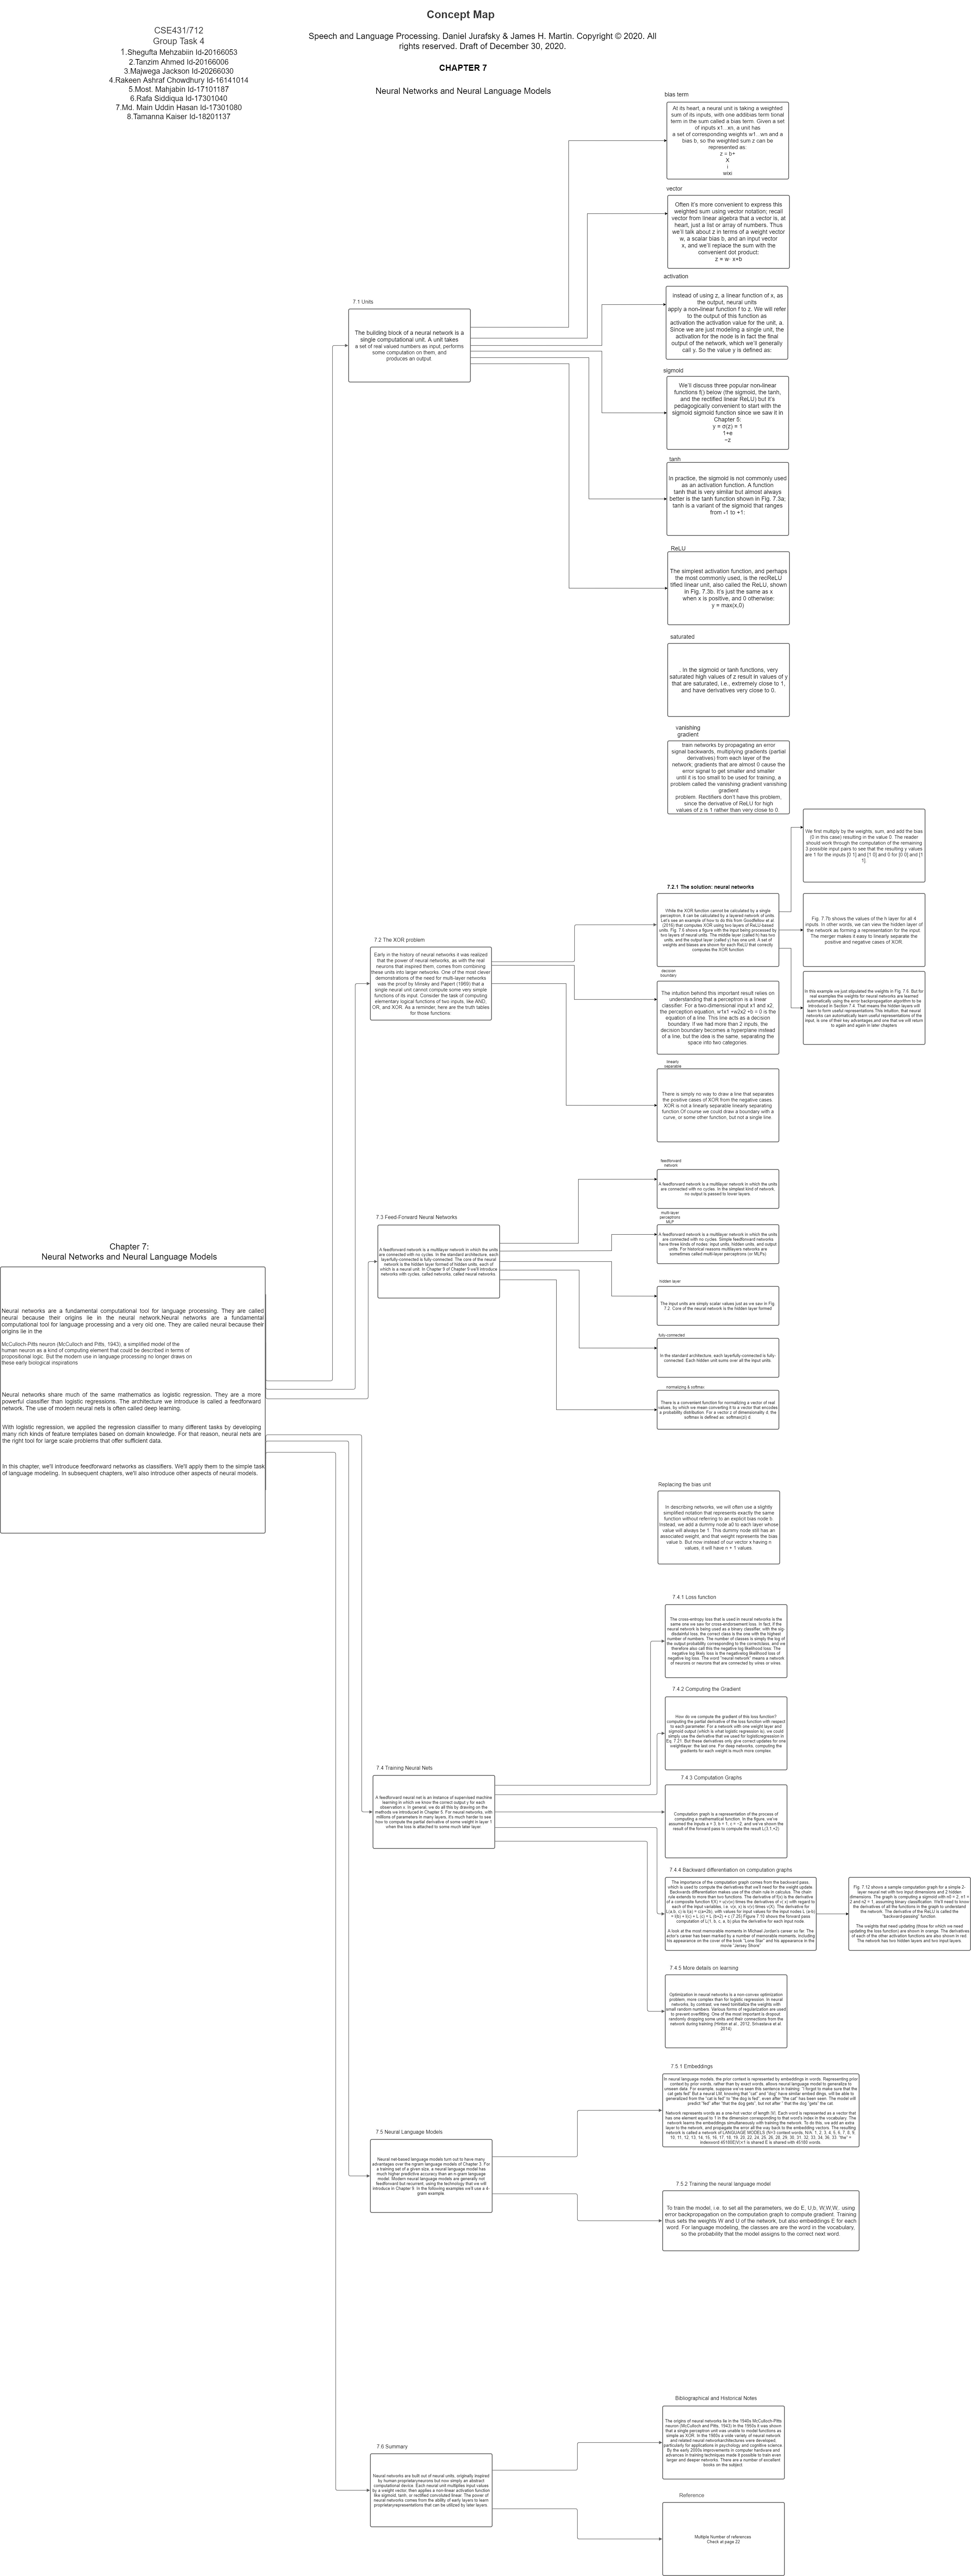 Concept Map
CSE431/712
Group Task 4
1.Shegufta Mehzabiin Id-20166053
2.Tanzim Ahmed Id-20166006
3.Majwega Jackson Id-20266030
4.Rakeen Ashraf Chowdhury Id-16141014
5.Most. Mahjabin Id-17101187
6.Rafa Siddiqua Id-17301040
7.Md. Main Uddin Hasan Id-17301080
8.Tamanna Kaiser Id-18201137
Speech and Language Processing. Daniel Jurafsky & James H. Martin. Copyright © 2020. All
rights reserved. Draft of December 30, 2020.
CHAPTER 7
Neural Networks and Neural Language Models
bias term
At its heart, a neural unit is taking a weighted
sum of its inputs, with one addibias term tional
term in the sum called a bias term. Given a set
of inputs x1...xn, a unit has
a set of corresponding weights w1...wn and a
bias b, so the weighted sum z can be
represented as:
z = b+
X
i
wixi
vector
Often it's more convenient to express this
weighted sum using vector notation; recall
vector from linear algebra that a vector is, at
heart, just a list or array of numbers. Thus
we'll talk about z in terms of a weight vector
w, a scalar bias b, and an input vector
x, and we'll replace the sum with the
convenient dot product:
z = w· x+b
activation
Instead of using z, a linear function of x, as
the output, neural units
apply a non-linear function f to z. We will refer
to the output of this function as
activation the activation value for the unit, a.
Since we are just modeling a single unit, the
activation for the node is in fact the final
output of the network, which we'll generally
call y. So the value y is defined as:
7.1 Units
The building block of a neural network is a
single computational unit. A unit takes
a set of real valued numbers as input, performs
some computation on them, and
produces an output.
sigmoid
We'll discuss three popular non-linear
functions f() below (the sigmoid, the tanh,
and the rectified linear ReLU) but it's
pedagogically convenient to start with the
sigmoid sigmoid function since we saw it in
Chapter 5:
y = σ(z) = 1
1+e
−z
tanh
In practice, the sigmoid is not commonly used
as an activation function. A function
tanh that is very similar but almost always
better is the tanh function shown in Fig. 7.3a;
tanh is a variant of the sigmoid that ranges
from -1 to +1:
ReLU
The simplest activation function, and perhaps
the most commonly used, is the recReLU
tified linear unit, also called the ReLU, shown
in Fig. 7.3b. It's just the same as x
when x is positive, and 0 otherwise:
y = max(x,0)
saturated
. In the sigmoid or tanh functions, very
saturated high values of z result in values of y
that are saturated, i.e., extremely close to 1,
and have derivatives very close to 0.
vanishing
gradient
train networks by propagating an error
signal backwards, multiplying gradients (partial
derivatives) from each layer of the
network; gradients that are almost 0 cause the
error signal to get smaller and smaller
until it is too small to be used for training, a
problem called the vanishing gradient vanishing
gradient
problem. Rectifiers don't have this problem,
since the derivative of ReLU for high
values of z is 1 rather than very close to 0.
We first multiply by the weights, sum, and add the bias
(0 in this case) resulting in the value 0. The reader
should work through the computation of the remaining
3 possible input pairs to see that the resulting y values
are 1 for the inputs [0 1] and [1 0] and 0 for [0 0] and [1
1].
7.2.1 The solution: neural networks
While the XOR function cannot be calculated by a single
perceptron, it can be calculated by a layered network of units.
Let's see an example of how to do this from Goodfellow et al.
(2016) that computes XOR using two layers of ReLU-based
units. Fig. 7.6 shows a figure with the input being processed by
two layers of neural units. The middle layer (called h) has two
units, and the output layer (called y) has one unit. A set of
weights and biases are shown for each ReLU that correctly
computes the XOR function
Fig. 7.7b shows the values of the h layer for all 4
inputs. In other words, we can view the hidden layer of
the network as forming a representation for the input.
The merger makes it easy to linearly separate the
positive and negative cases of XOR.
7.2 The XOR problem
Early in the history of neural networks it was realized
that the power of neural networks, as with the real
neurons that inspired them, comes from combining
these units into larger networks. One of the most clever
demonstrations of the need for multi-layer networks
was the proof by Minsky and Papert (1969) that a
single neural unit cannot compute some very simple
functions of its input. Consider the task of computing
elementary logical functions of two inputs, like AND,
OR, and XOR. As a reminder, here are the truth tables
for those functions:
decision
boundary
The intuition behind this important result relies on
understanding that a perceptron is a linear
classifier. For a two-dimensional input x1 and x2,
the perception equation, w1x1 +w2x2 +b = 0 is the
equation of a line. This line acts as a decision
boundary. if we had more than 2 inputs, the
decision boundary becomes a hyperplane instead
of a line, but the idea is the same, separating the
space into two categories.
In this example we just stipulated the weights in Fig. 7.6. But for
real examples the weights for neural networks are learned
automatically using the error backpropagation algorithm to be
introduced in Section 7.4. That means the hidden layers will
learn to form useful representations.This intuition, that neural
networks can automatically learn useful representations of the
input, is one of their key advantages,and one that we will return
to again and again in later chapters
linearly
separable
There is simply no way to draw a line that separates
the positive cases of XOR from the negative cases.
XOR is not a linearly separable linearly separating
function.Of course we could draw a boundary with a
curve, or some other function, but not a single line.
feedforward
network
A feedforward network is a multilayer network in which the units
are connected with no cycles. In the simplest kind of network,
no output is passed to lower layers.
7.3 Feed-Forward Neural Networks
A feedforward network is a multilayer network in which the units
are connected with no cycles. In the standard architecture, each
layerfully-connected is fully-connected. The core of the neural
network is the hidden layer formed of hidden units, each of
which is a neural unit. In Chapter 9 of Chapter 9 we'll introduce
networks with cycles, called networks, called neural networks.
multi-layer
perceptrons
MLP
A feedforward network is a multilayer network in which the units
are connected with no cycles. Simple feedforward networks
have three kinds of nodes: input units, hidden units, and output
units. For historical reasons multilayers networks are
sometimes called multi-layer perceptrons (or MLPs)
hidden layer
The input units are simply scalar values just as we saw In Fig.
7.2. Core of the neural network is the hidden layer formed
fully-connected
In the standard architecture, each layerfully-connected is fully-
connected. Each hidden unit sums over all the input units.
normalizing & softmax
There is a convenient function for normalizing a vector of real
values, by which we mean converting it to a vector that encodes
a probability distribution. For a vector z of dimensionality d, the
softmax is defined as: softmax(zi).d
Chapter 7:
Neural Networks and Neural Language Models
Neural networks are a fundamental computational tool for language processing. They are called
neural because their origins lie in the neural network.Neural networks are a fundamental
computational tool for language processing and a very old one. They are called neural because their
origins lie in the
McCulloch-Pitts neuron (McCulloch and Pitts, 1943), a simplified model of the
human neuron as a kind of computing element that could be described in terms of
propositional logic. But the modern use in language processing no longer draws on
these early biological inspirations
Neural networks share much of the same mathematics as logistic regression. They are a more
powerful classifier than logistic regressions. The architecture we introduce is called a feedforward
network. The use of modern neural nets is often called deep learning.
With logistic regression, we applied the regression classifier to many different tasks by developing
many rich kinds of feature templates based on domain knowledge. For that reason, neural nets are
the right tool for large scale problems that offer sufficient data.
In this chapter, we'll introduce feedforward networks as classifiers. We'll apply them to the simple task
of language modeling. In subsequent chapters, we'll also introduce other aspects of neural models.
Replacing the bias unit
In describing networks, we will often use a slightly
simplified notation that represents exactly the same
function without referring to an explicit bias node b.
Instead, we add a dummy node a0 to each layer whose
value will always be 1. This dummy node still has an
associated weight, and that weight represents the bias
value b. But now instead of our vector x having n
values, it will have n + 1 values.
7.4.1 Loss function
The cross-entropy loss that is used in neural networks is the
same one we saw for cross-endorsement loss. In fact, if the
neural network is being used as a binary classifier, with the sig-
disdainful loss, the correct class is the one with the highest
number of numbers. The number of classes is simply the log of
the output probability corresponding to the correctclass, and we
therefore also call this the negative log likelihood loss. The
negative log likely loss is the negativelog likelihood loss of
negative log loss. The word "neural network" means a network
of neurons or neurons that are connected by wires or wires.
7.4.2 Computing the Gradient
How do we compute the gradient of this loss function?
computing the partial derivative of the loss function with respect
to each parameter. For a network with one weight layer and
sigmoid output (which is what logistic regression is), we could
simply use the derivative that we used for logisticregression in
Eq. 7.21. But these derivatives only give correct updates for one
weightlayer: the last one. For deep networks, computing the
gradients for each weight is much more complex.
7.4 Training Neural Nets
A feedforward neural net is an instance of supervised machine
learning in which we know the correct output y for each
observation x. In general, we do all this by drawing on the
methods we introduced in Chapter 5. For neural networks, with
millions of parameters in many layers, it's much harder to see
how to compute the partial derivative of some weight in layer 1
when the loss is attached to some much later layer.
7.4.3 Computation Graphs
Computation graph is a representation of the process of
computing a mathematical function. In the figure, we've
assumed the inputs a = 3, b = 1, c = −2, and we've shown the
result of the forward pass to compute the result L(3,1,−2).
7.4.4 Backward differentiation on computation graphs
The Importance of the computation graph comes from the backward pass,
which is used to compute the derivatives that we'll need for the weight update.
Backwards differentiation makes use of the chain rule in calculus. The chain
rule extends to more than two functions. The derivative of f(x) is the derivative
of a composite function f(X) = u(v(x) times the derivatives of v( x) with regard to
A look at the most memorable moments in Michael Jordan's career so far. The
actor's career has been marked by a number of memorable moments, including
his appearance on the cover of the book "Lone Star" and his appearance in the
movie "Jersey Shore"
Fig. 7.12 shows a sample computation graph for a simple 2-
layer neural net with two input dimensions and 2 hidden
dimensions. The graph is computing a sigmoid with n0 = 2, n1 =
2 and n2 = 1, assuming binary classification. We'll need to know
the derivatives of all the functions in the graph to understand
the network. The derivative of the ReLU is called the
"backward-passing" function.
The weights that need updating (those for which we need
updating the loss function) are shown in orange. The derivatives
of each of the other activation functions are also shown in red.
The network has two hidden layers and two input layers.
7.4.5 More details on learning
Optimization in neural networks is a non-convex optimization
problem, more complex than for logistic regression. In neural
networks, by contrast, we need toinitialize the weights with
small random numbers. Various forms of regularization are used
to prevent overfitting. One of the most important is dropout:
randomly dropping some units and their connections from the
network during training (Hinton et al., 2012, Srivastava et al.
2014).
7.5.1 Embeddings
In neural language models, the prior context is represented by embeddings in words. Representing prior
context by prior words, rather than by exact words, allows neural language model to generalize to
unseen data. For example, suppose we've seen this sentence in training: "I forgot to make sure that the
cat gets fed" But a neural LM, knowing that "cat" and "dog" have similar embed dings, will be able to
generalized from the "cat is fed" to "the dog is fed", even after "the cat" has been seen. The model will
predict "fed" after "that the dog gets", but not after " that the dog "gets" the cat.
Network represents words as a one-hot vector of length |V|. Each word is represented as a vector that
has one element equal to 1 in the dimension corresponding to that word's index in the vocabulary. The
network learns the embeddings simultaneously with training the network. To do this, we add an extra
layer to the network, and propagate the error all the way back to the embedding vectors. The resulting
7.5 Neural Language Models
Neural net-based language models turn out to have many
advantages over the ngram language models of Chapter 3. For
a training set of a given size, a neural language model has
much higher predictive accuracy than an n-gram language
model. Modern neural language models are generally not
feedforward but recurrent, using the technology that we will
introduce in Chapter 9. In the following examples we'll use a 4-
gram example.
7.5.2 Training the neural language model
To train the model, i.e. to set all the parameters, we do E, U,b, W,W,W,. using
error backpropagation on the computation graph to compute gradient. Training
thus sets the weights W and U of the network, but also embeddings E for each
word. For language modeling, the classes are are the word in the vocabulary,
so the probability that the model assigns to the correct next word.
Bibliographical and Historical Notes
The origins of neural networks lie in the 1940s McCulloch-Pitts
neuron (McCulloch and Pitts, 1943) In the 1950s It was shown
that a single perceptron unit was unable to model functions as
simple as XOR. In the 1980s a wide variety of neural network
and related neural networkarchitectures were developed,
particularly for applications in psychology and cognitive science.
By the early 2000s improvements in computer hardware and
advances in training techniques made it possible to train even
larger and deeper networks. There are a number of excellent
books on the subject.
7.6 Summary
Neural networks are built out of neural units, originally inspired
by human proprietaryneurons but now simply an abstract
computational device. Each neural unit multiplies input values
by a weight vector, then applies a non-linear activation function
like sigmoid, tanh, or rectified convoluted linear. The power of
neural networks comes from the ability of early layers to learn
proprietaryrepresentations that can be utilized by later layers
Reference
Multiple Number of references
Check at page 22